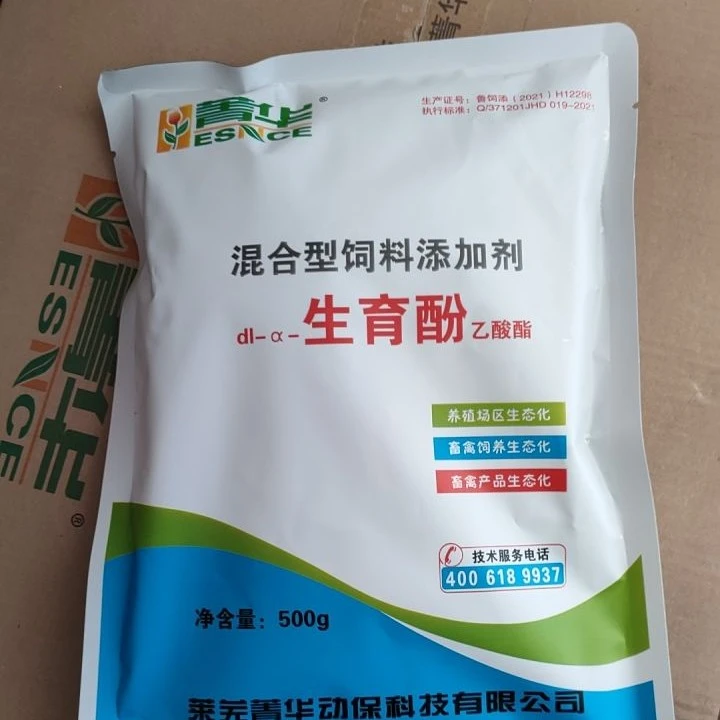 菁华®
ESNCE
生产证号：鲁饲添（2021）H12298
执行标准：Q/371201JHD 019-2021
混合型饲料添加剂
dl-α-生育酚乙酸酯
养殖场区生态化
畜禽饲养生态化
畜禽产品生态化
技术服务电话
400 618 9937
净含量：500g
莱芜菁华动保科技有限公司
菁华®
ESNCE